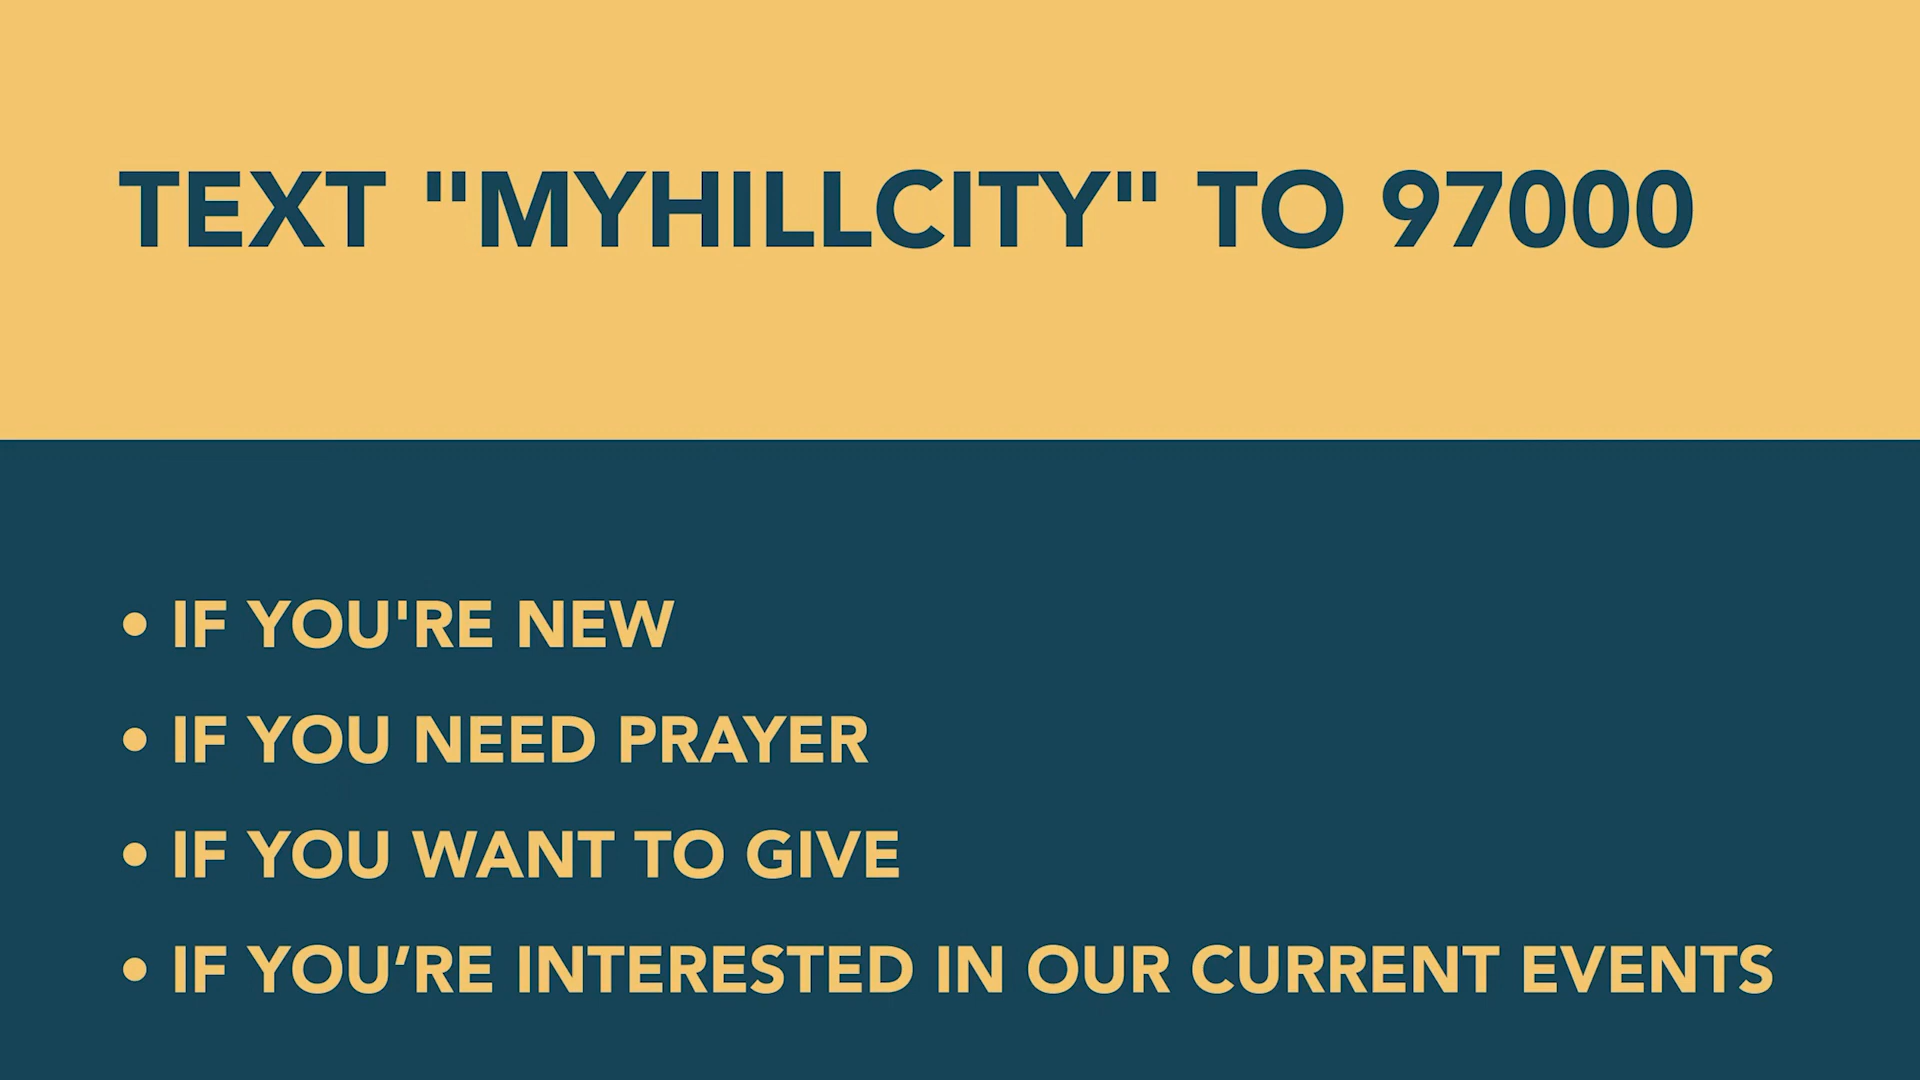 TEXT "MYHILLCITY" TO 97000
• IF YOU'RE NEW
• IF YOU NEED PRAYER
• IF YOU WANT TO GIVE
• IF YOU’RE INTERESTED IN OUR CURRENT EVENTS